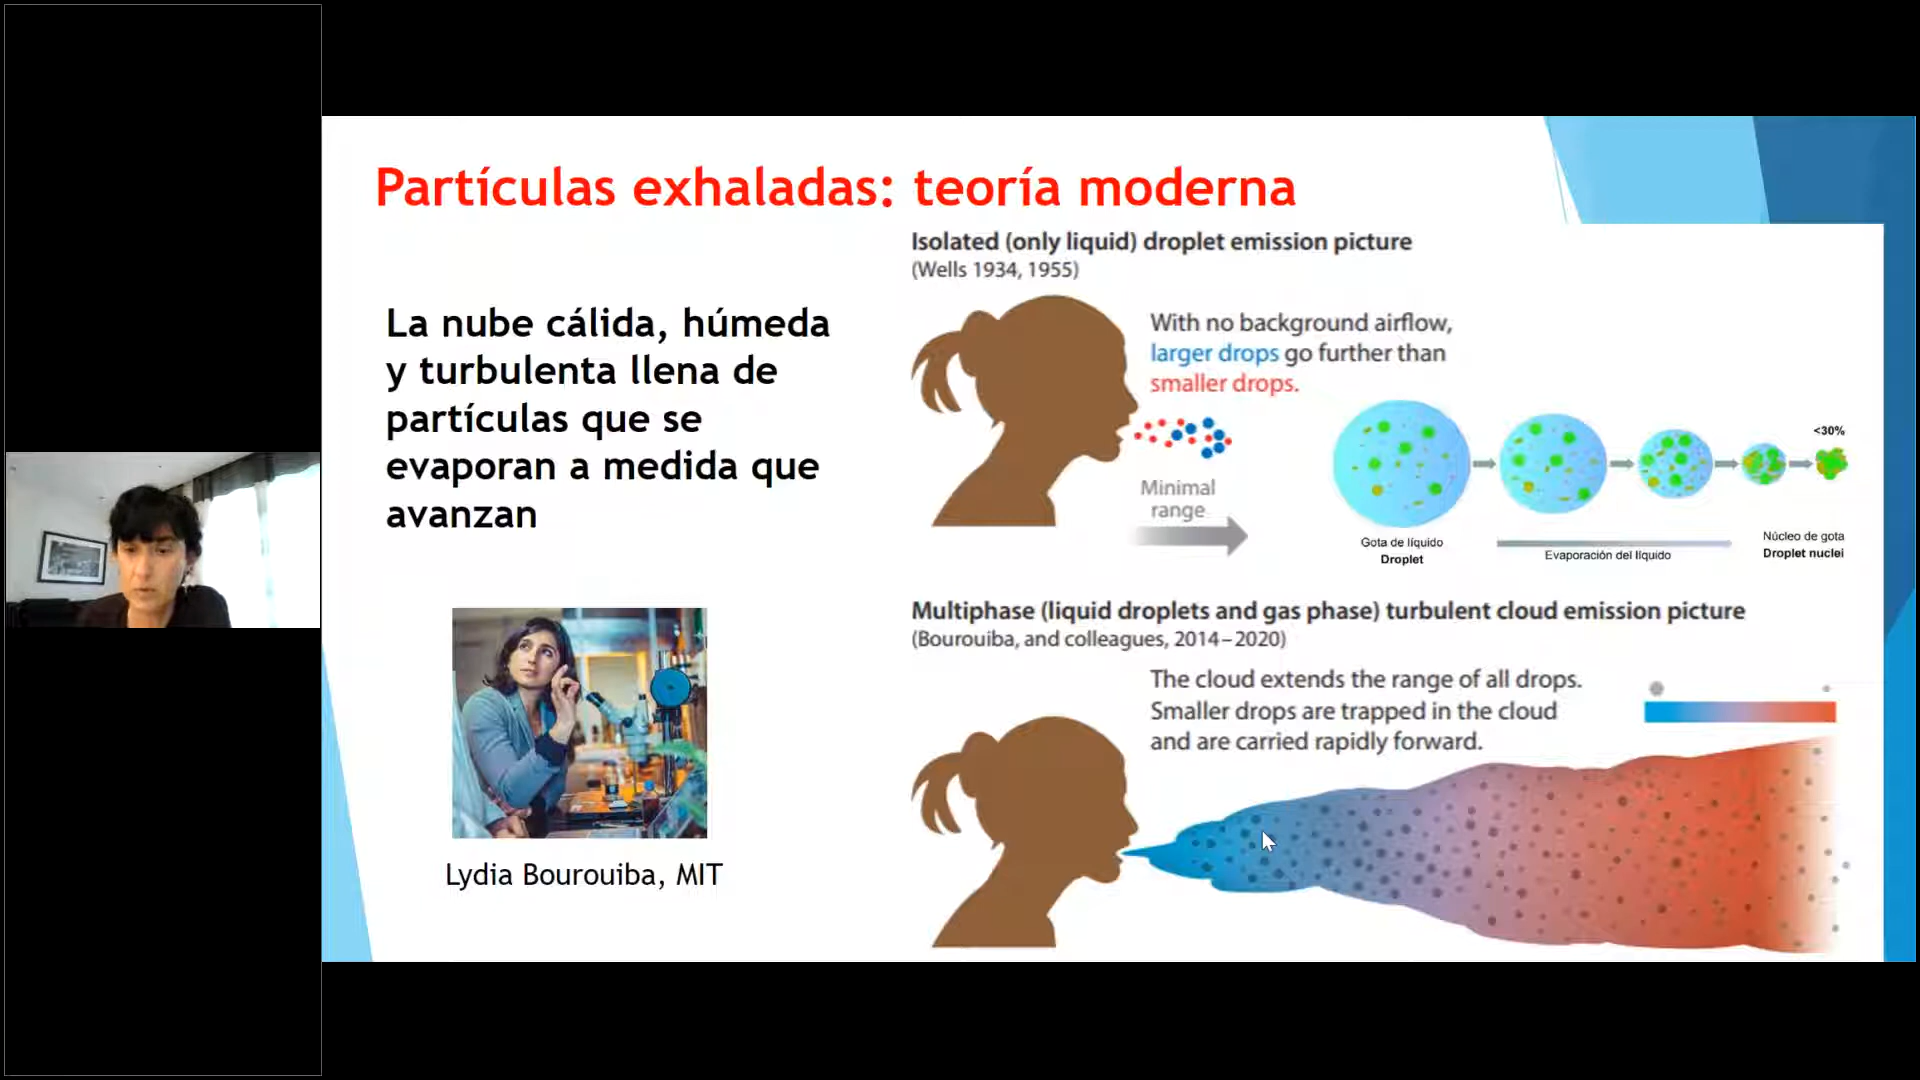 Partículas exhaladas: teoría moderna
La nube cálida, húmeda
y turbulenta llena de
partículas que se
evaporan a medida que
avanzan
Lydia Bourouiba, MIT
Isolated (only liquid) droplet emission picture
(Wells 1934, 1955)
With no background airflow,
larger drops go further than
smaller drops.
Minimal
range
<30%
Gota de líquido
Droplet
Evaporación del líquido
Núcleo de gota
Droplet nuclei
Multiphase (liquid droplets and gas phase) turbulent cloud emission picture
(Bourouiba, and colleagues, 2014–2020)
The cloud extends the range of all drops.
Smaller drops are trapped in the cloud
and are carried rapidly forward.